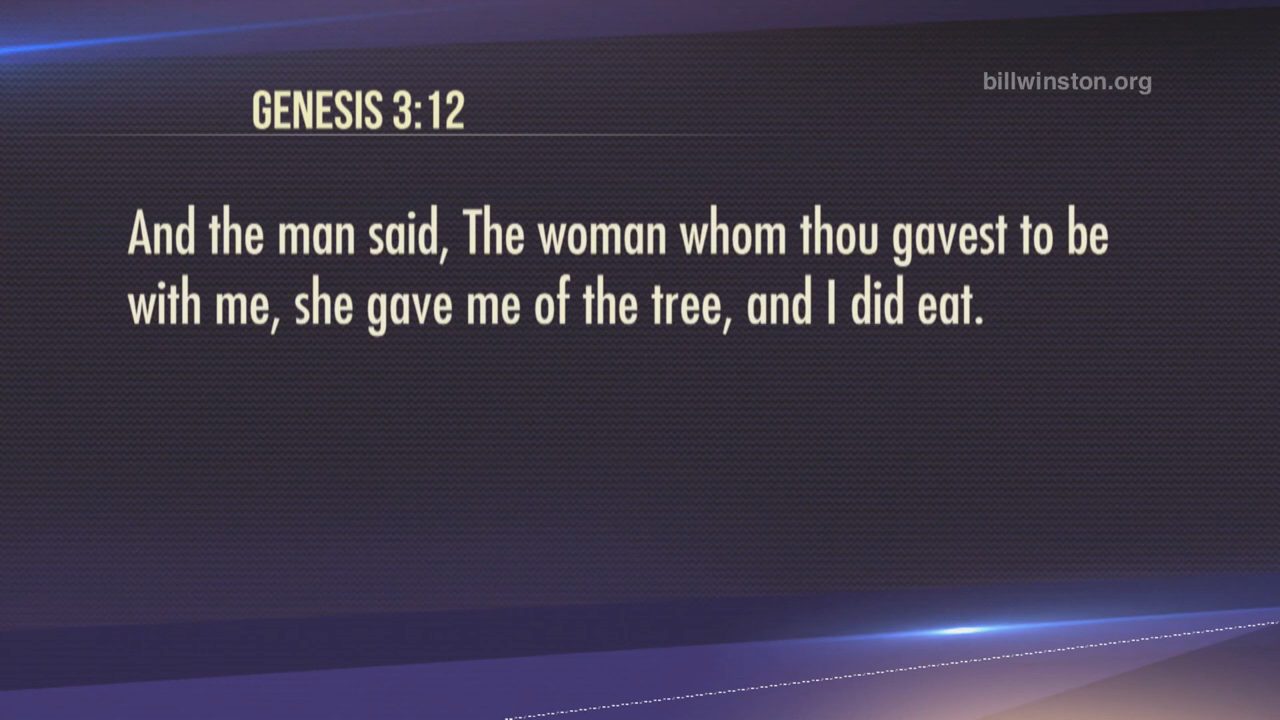 billwinston.org
GENESIS 3:12
And the man said, The woman whom thou gavest to be
with me, she gave me of the tree, and I did eat.